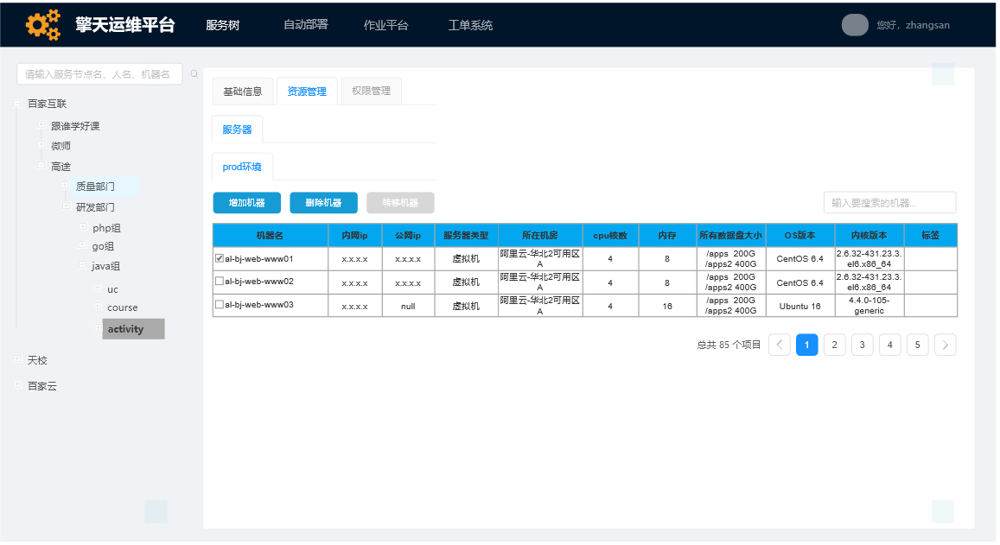 擎天运维平台 服务树 自动部署 作业平台 工单系统 您好，zhangsan
请输入服务节点名、人名、机器名
百家互联
跟谁学好课
微师
高途
质量部门
研发部门
php组
go组
java组
uc
course
activity
天校
百家云
基础信息 资源管理 权限管理
服务器
prod环境
增加机器 删除机器 转移机器 输入要搜索的机器...
机器名 内网ip 公网ip 服务器类型 所在机房 cpu核数 内存 所有数据盘大小 OS版本 内核版本 标签
al-bj-web-www01 x.x.x.x x.x.x.x 虚拟机 阿里云-华北2可用区A 4 8 /apps 200G /apps2 400G CentOS 6.4 2.6.32-431.23.3.el6.x86_64
al-bj-web-www02 x.x.x.x x.x.x.x 虚拟机 阿里云-华北2可用区A 4 8 /apps 200G /apps2 400G CentOS 6.4 2.6.32-431.23.3.el6.x86_64
al-bj-web-www03 x.x.x.x null 虚拟机 阿里云-华北2可用区A 4 16 /apps 200G /apps2 400G Ubuntu 16 4.4.0-105-generic
总共 85 个项目 1 2 3 4 5